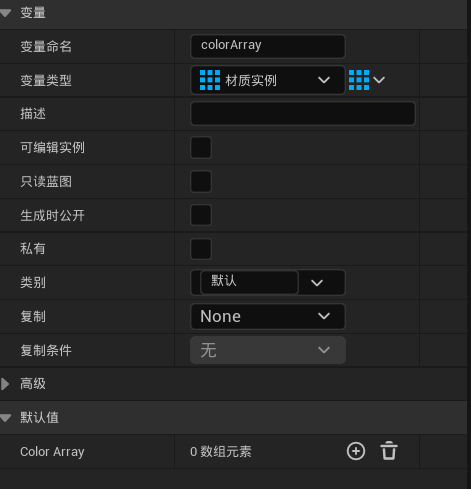 变量
变量命名 colorArray
变量类型 材质实例
描述
可编辑实例
只读蓝图
生成时公开
私有
类别 默认
复制 None
复制条件 无
高级
默认值
Color Array 0 数组元素